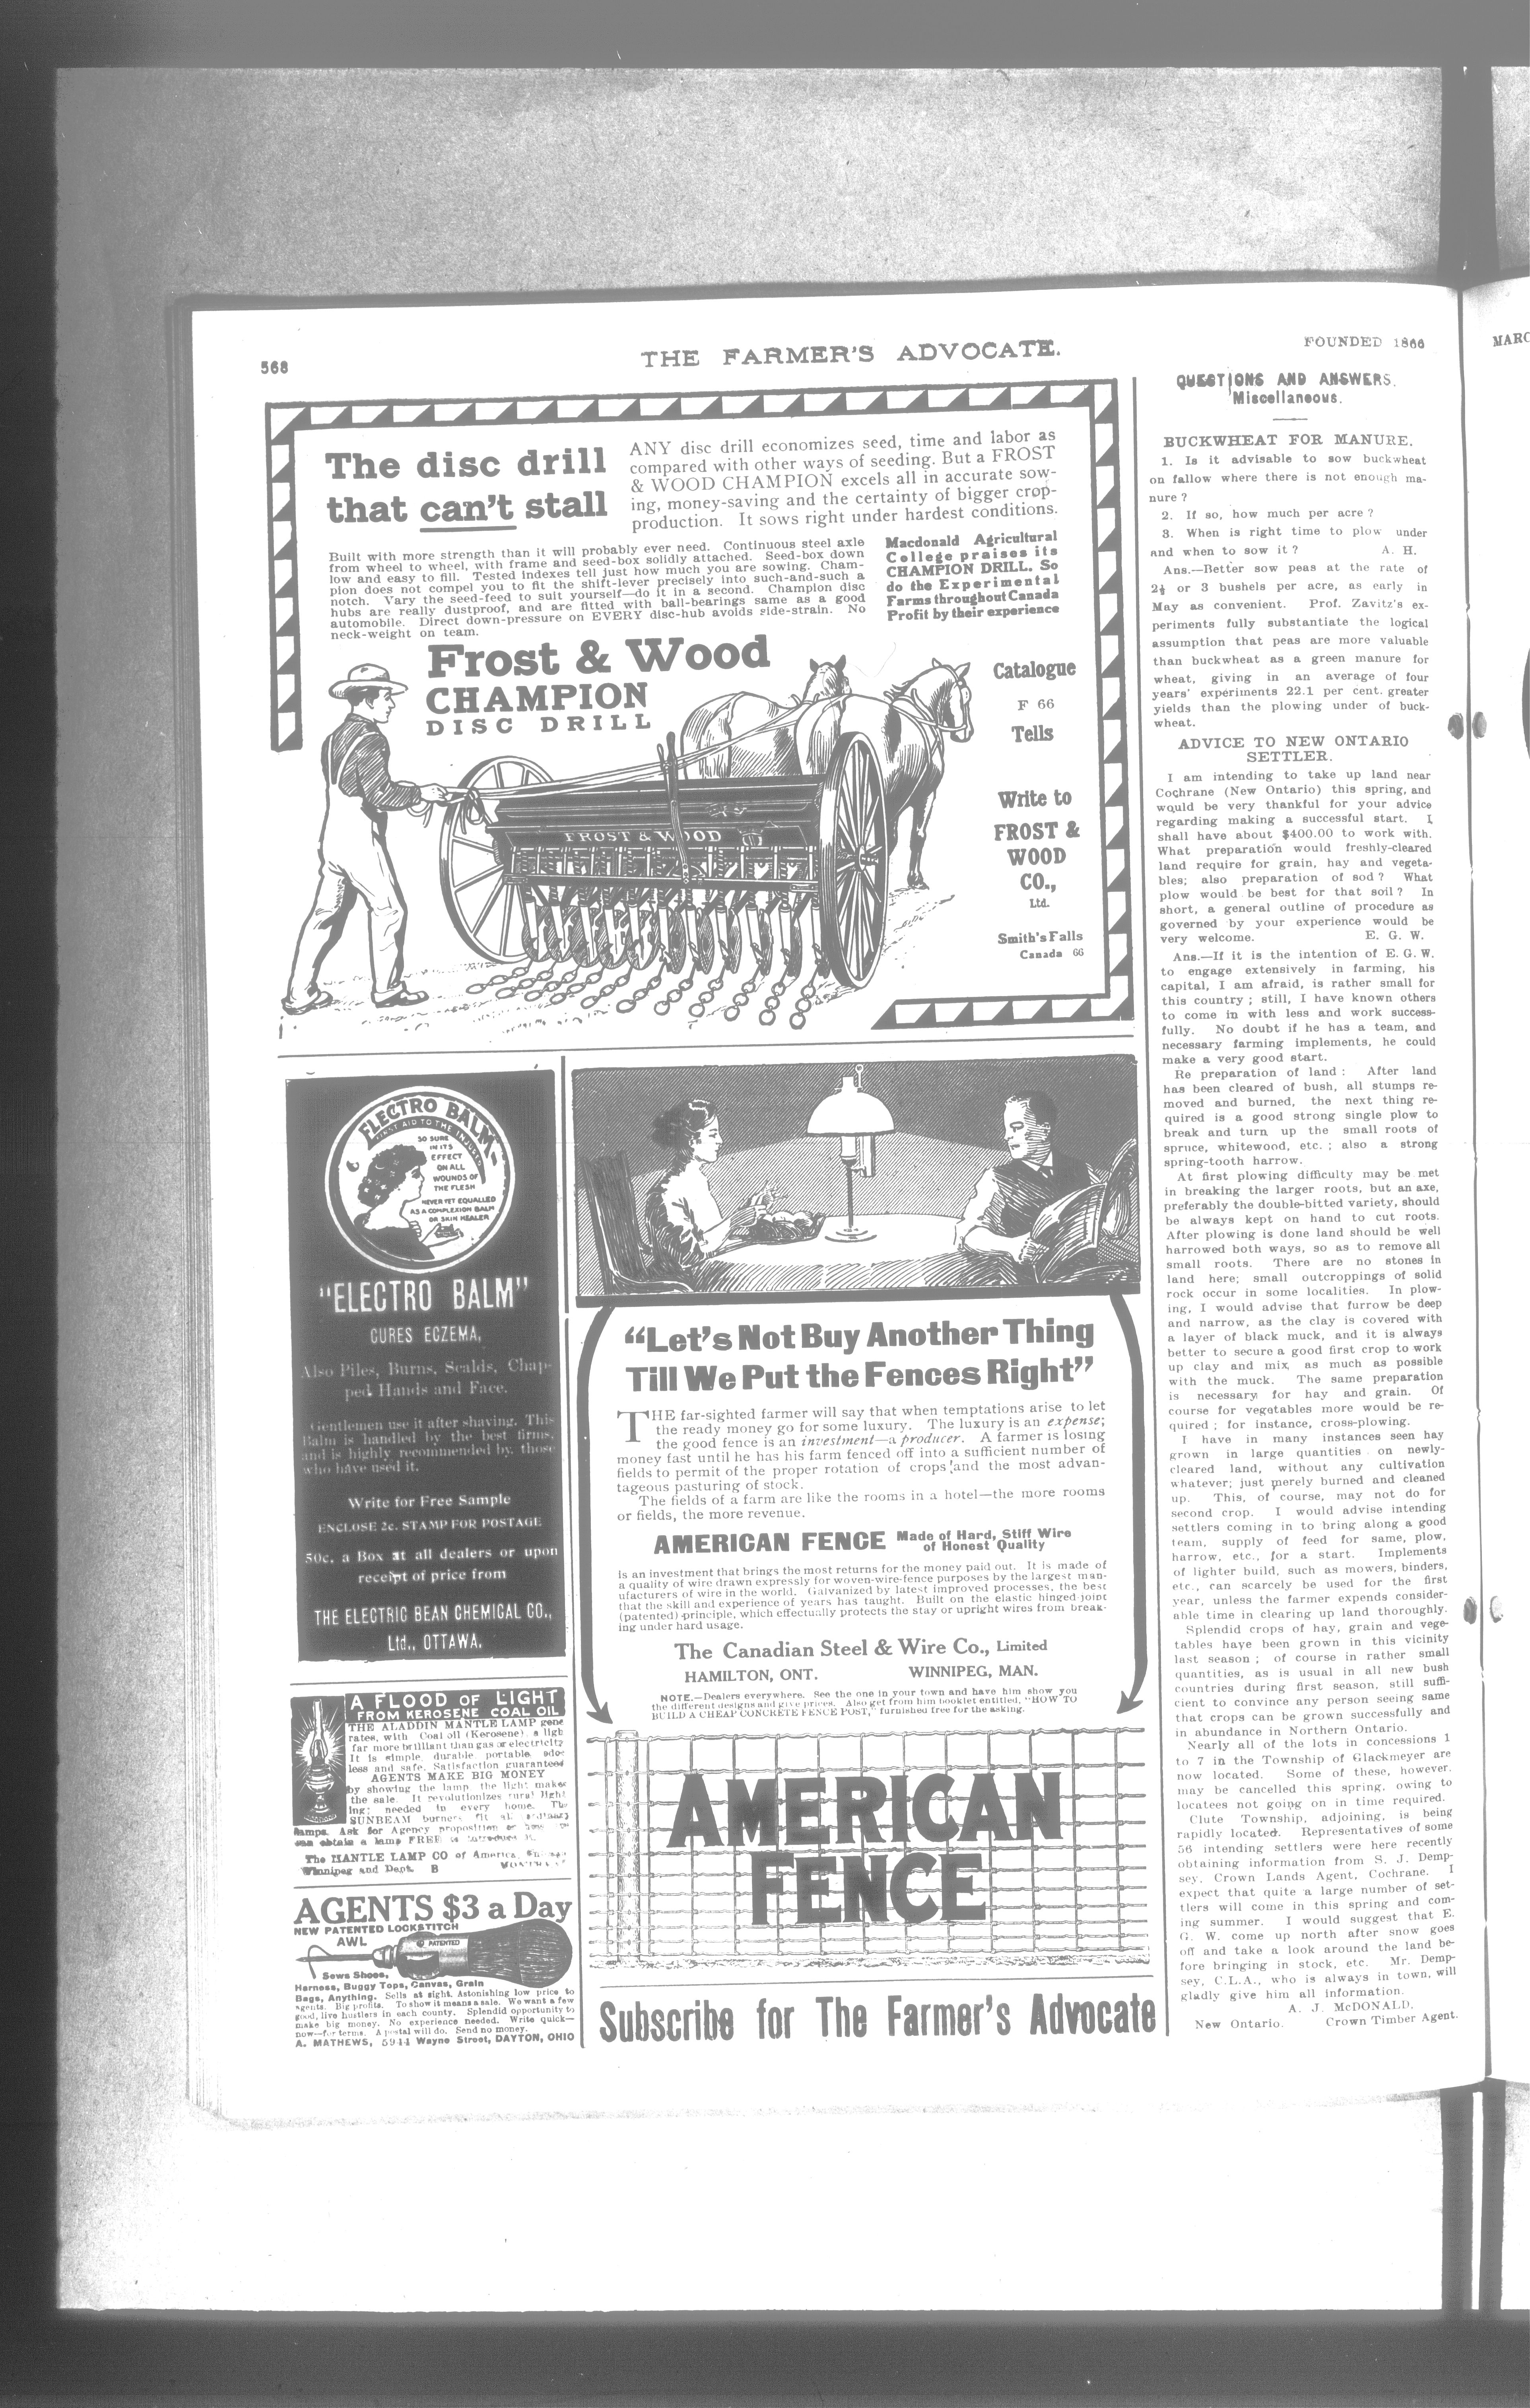 568
THE FARMER'S ADVOCATE.
FOUNDED 1866
The disc drill
that can't stall
ANY disc drill economizes seed, time and labor as
compared with other ways of seeding. But a FROST
& WOOD CHAMPION excels all in accurate sow-
ing, money-saving and the certainty of bigger crop-
production. It sows right under hardest conditions.
Built with more strength than it will probably ever need. Continuous steel axle
from wheel to wheel, with frame and seed-box solidly attached. Seed-box down
low and easy to fill. Tested indexes tell just how much you are sowing. Cham-
pion does not compel you to fit the shift-lever precisely into such-and-such a
notch. Vary the seed-feed to suit yourself—do it in a second. Champion disc
hubs are really dustproof, and are fitted with ball-bearings same as a good
automobile. Direct down-pressure on EVERY disc-hub avoids side-strain. No
neck-weight on team.
Macdonald Agricultural
College praises its
CHAMPION DRILL. So
do the Experimental
Farms throughout Canada
Profit by their experience
Frost & Wood
CHAMPION
DISC DRILL
FROST & WOOD
Catalogue
F 66
Tells
Write to
FROST &
WOOD
CO.,
Ltd.
Smith's Falls
Canada 66
ELECTRO BALM
FIRST AID TO THE INJURED
SO SURE
IN ITS
EFFECT
ON ALL
WOUNDS OF
THE FLESH
NEVER YET EQUALLED
AS A COMPLEXION BALM
OR SKIN HEALER
"ELECTRO BALM"
CURES ECZEMA,
Also Piles, Burns, Scalds, Chap-
ped Hands and Face.
Gentlemen use it after shaving. This
Balm is handled by the best firms,
and is highly recommended by those
who have used it.
Write for Free Sample
ENCLOSE 2c. STAMP FOR POSTAGE
50c. a Box at all dealers or upon
receipt of price from
THE ELECTRIC BEAN CHEMICAL CO.,
Ltd., OTTAWA.
A FLOOD OF LIGHT
FROM KEROSENE COAL OIL
THE ALADDIN MANTLE LAMP gene
rates, with Coal oil (Kerosene), a ligh
far more brilliant than gas or electricity
It is simple, durable, portable, odor
less and safe. Satisfaction guaranteed
AGENTS MAKE BIG MONEY
by showing the lamp the light makes
the sale. It revolutionizes rural light
ing; needed in every home. The
SUNBEAM burners fit all
lamps. Ask for Agency proposition or
can obtain a lamp FREE
The MANTLE LAMP CO of America,
Winnipeg and Dept. B
AGENTS $3 a Day
NEW PATENTED LOCKSTITCH
AWL
PATENTED
Sews Shoes,
Harness, Buggy Tops, Canvas, Grain
Bags, Anything. Sells at sight. Astonishing low price to
agents. Big profits. To show it means a sale. We want a few
good, live hustlers in each county. Splendid opportunity to
make big money. No experience needed. Write quick—
now—for terms. A postal will do. Send no money.
A. MATHEWS, 5944 Wayne Street, DAYTON, OHIO
"Let's Not Buy Another Thing
Till We Put the Fences Right"
THE far-sighted farmer will say that when temptations arise to let
the ready money go for some luxury. The luxury is an expense;
the good fence is an investment—a producer. A farmer is losing
money fast until he has his farm fenced off into a sufficient number of
fields to permit of the proper rotation of crops and the most advan-
tageous pasturing of stock.
The fields of a farm are like the rooms in a hotel—the more rooms
or fields, the more revenue.
AMERICAN FENCE Made of Hard, Stiff Wire
of Honest Quality
Is an investment that brings the most returns for the money paid out. It is made of
a quality of wire drawn expressly for woven-wire-fence purposes by the largest man-
ufacturers of wire in the world. Galvanized by latest improved processes, the best
that the skill and experience of years has taught. Built on the elastic hinged-joint
(patented) principle, which effectually protects the stay or upright wires from break-
ing under hard usage.
The Canadian Steel & Wire Co., Limited
HAMILTON, ONT. WINNIPEG, MAN.
NOTE.—Dealers everywhere. See the one in your town and have him show you
the different designs and give prices. Also get from him booklet entitled, "HOW TO
BUILD A CHEAP CONCRETE FENCE POST," furnished free for the asking.
AMERICAN
FENCE
Subscribe for The Farmer's Advocate
QUESTIONS AND ANSWERS.
Miscellaneous.
BUCKWHEAT FOR MANURE.
1. Is it advisable to sow buckwheat
on fallow where there is not enough ma-
nure ?
2. If so, how much per acre ?
3. When is right time to plow under
and when to sow it ? A. H.
Ans.—Better sow peas at the rate of
2½ or 3 bushels per acre, as early in
May as convenient. Prof. Zavitz's ex-
periments fully substantiate the logical
assumption that peas are more valuable
than buckwheat as a green manure for
wheat, giving in an average of four
years' experiments 22.1 per cent. greater
yields than the plowing under of buck-
wheat.
ADVICE TO NEW ONTARIO
SETTLER.
I am intending to take up land near
Cochrane (New Ontario) this spring, and
would be very thankful for your advice
regarding making a successful start. I
shall have about $400.00 to work with.
What preparation would freshly-cleared
land require for grain, hay and vegeta-
bles; also preparation of sod ? What
plow would be best for that soil ? In
short, a general outline of procedure as
governed by your experience would be
very welcome. E. G. W.
Ans.—If it is the intention of E. G. W.
to engage extensively in farming, his
capital, I am afraid, is rather small for
this country ; still, I have known others
to come in with less and work success-
fully. No doubt if he has a team, and
necessary farming implements, he could
make a very good start.
Re preparation of land : After land
has been cleared of bush, all stumps re-
moved and burned, the next thing re-
quired is a good strong single plow to
break and turn up the small roots of
spruce, whitewood, etc. ; also a strong
spring-tooth harrow.
At first plowing difficulty may be met
in breaking the larger roots, but an axe,
preferably the double-bitted variety, should
be always kept on hand to cut roots.
After plowing is done land should be well
harrowed both ways, so as to remove all
small roots. There are no stones in
land here; small outcroppings of solid
rock occur in some localities. In plow-
ing, I would advise that furrow be deep
and narrow, as the clay is covered with
a layer of black muck, and it is always
better to secure a good first crop to work
up clay and mix as much as possible
with the muck. The same preparation
is necessary for hay and grain. Of
course for vegetables more would be re-
quired ; for instance, cross-plowing.
I have in many instances seen hay
grown in large quantities on newly-
cleared land, without any cultivation
whatever; just merely burned and cleaned
up. This, of course, may not do for
second crop. I would advise intending
settlers coming in to bring along a good
team, supply of feed for same, plow,
harrow, etc., for a start. Implements
of lighter build, such as mowers, binders,
etc., can scarcely be used for the first
year, unless the farmer expends consider-
able time in clearing up land thoroughly.
Splendid crops of hay, grain and vege-
tables have been grown in this vicinity
last season ; of course in rather small
quantities, as is usual in all new bush
countries during first season, still suffi-
cient to convince any person seeing same
that crops can be grown successfully and
in abundance in Northern Ontario.
Nearly all of the lots in concessions 1
to 7 in the Township of Glackmeyer are
now located. Some of these, however,
may be cancelled this spring, owing to
locatees not going on in time required.
Clute Township, adjoining, is being
rapidly located. Representatives of some
56 intending settlers were here recently
obtaining information from S. J. Demp-
sey, Crown Lands Agent, Cochrane. I
expect that quite a large number of set-
tlers will come in this spring and com-
ing summer. I would suggest that E.
G. W. come up north after snow goes
off and take a look around the land be-
fore bringing in stock, etc. Mr. Demp-
sey, C.L.A., who is always in town, will
gladly give him all information.
A. J. McDONALD,
New Ontario. Crown Timber Agent.
MARC